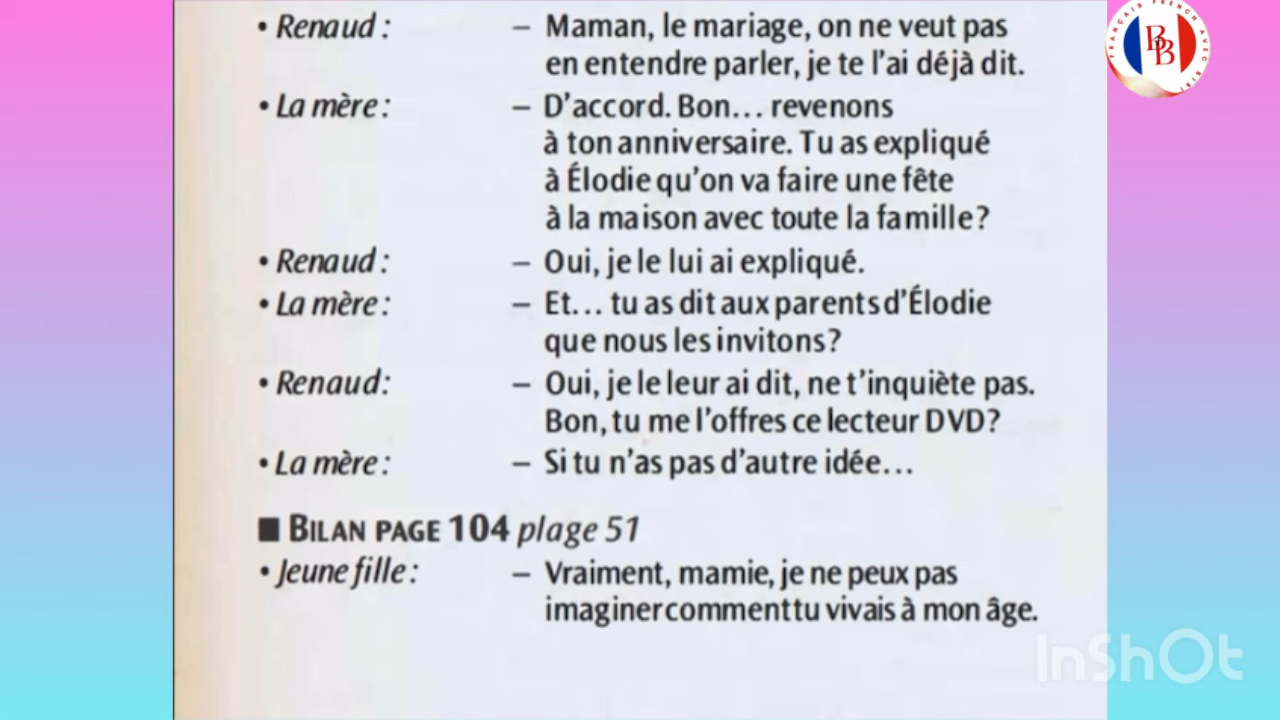 • Renaud : – Maman, le mariage, on ne veut pas
en entendre parler, je te l'ai déjà dit.
• La mère : – D'accord. Bon... revenons
à ton anniversaire. Tu as expliqué
à Élodie qu'on va faire une fête
à la maison avec toute la famille ?
• Renaud : – Oui, je le lui ai expliqué.
• La mère : – Et... tu as dit aux parents d'Élodie
que nous les invitons ?
• Renaud : – Oui, je le leur ai dit, ne t'inquiète pas.
Bon, tu me l'offres ce lecteur DVD ?
• La mère : – Si tu n'as pas d'autre idée...
■ BILAN PAGE 104 plage 51
• Jeune fille : – Vraiment, mamie, je ne peux pas
imaginer comment tu vivais à mon âge.
FRANÇAIS FRENCH AVEC BIBI
BB
InShOt